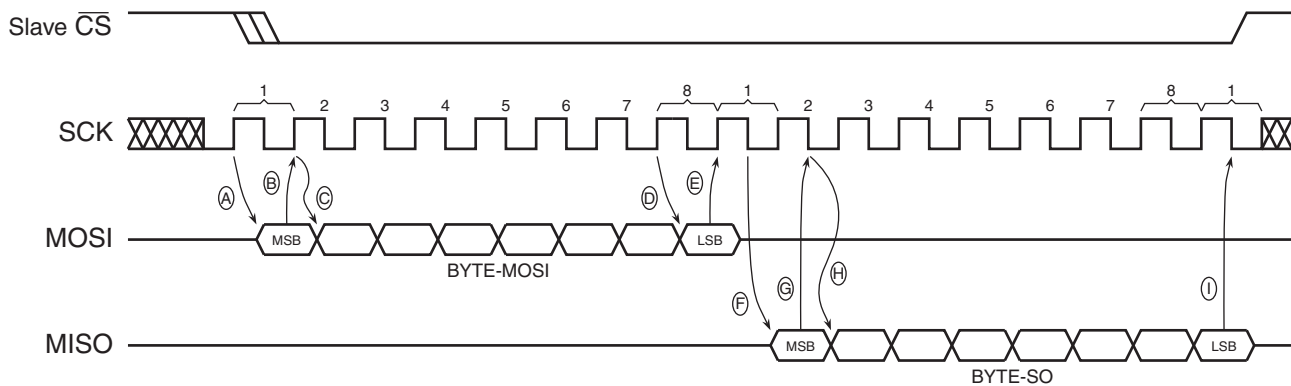 Slave CS
1 2 3 4 5 6 7 8 1 2 3 4 5 6 7 8 1
SCK
A B C D E
MOSI MSB LSB
BYTE-MOSI
F G H I
MISO MSB LSB
BYTE-SO